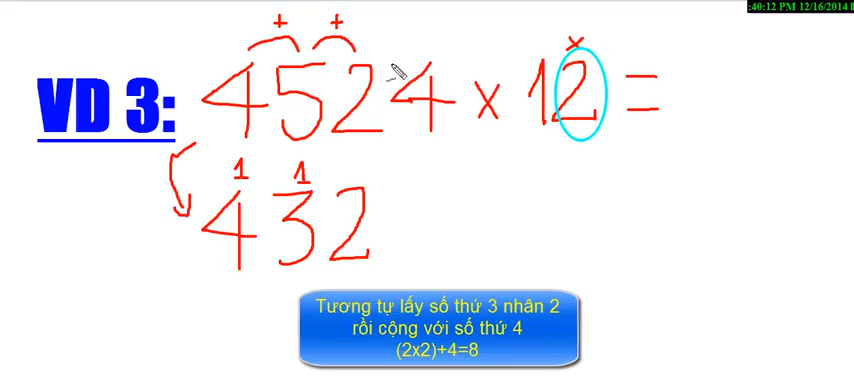 :40:12 PM 12/16/2014
+ +
VD 3: 4524 x 12 =
x
1 1
432
Tương tự lấy số thứ 3 nhân 2
rồi cộng với số thứ 4
(2x2)+4=8